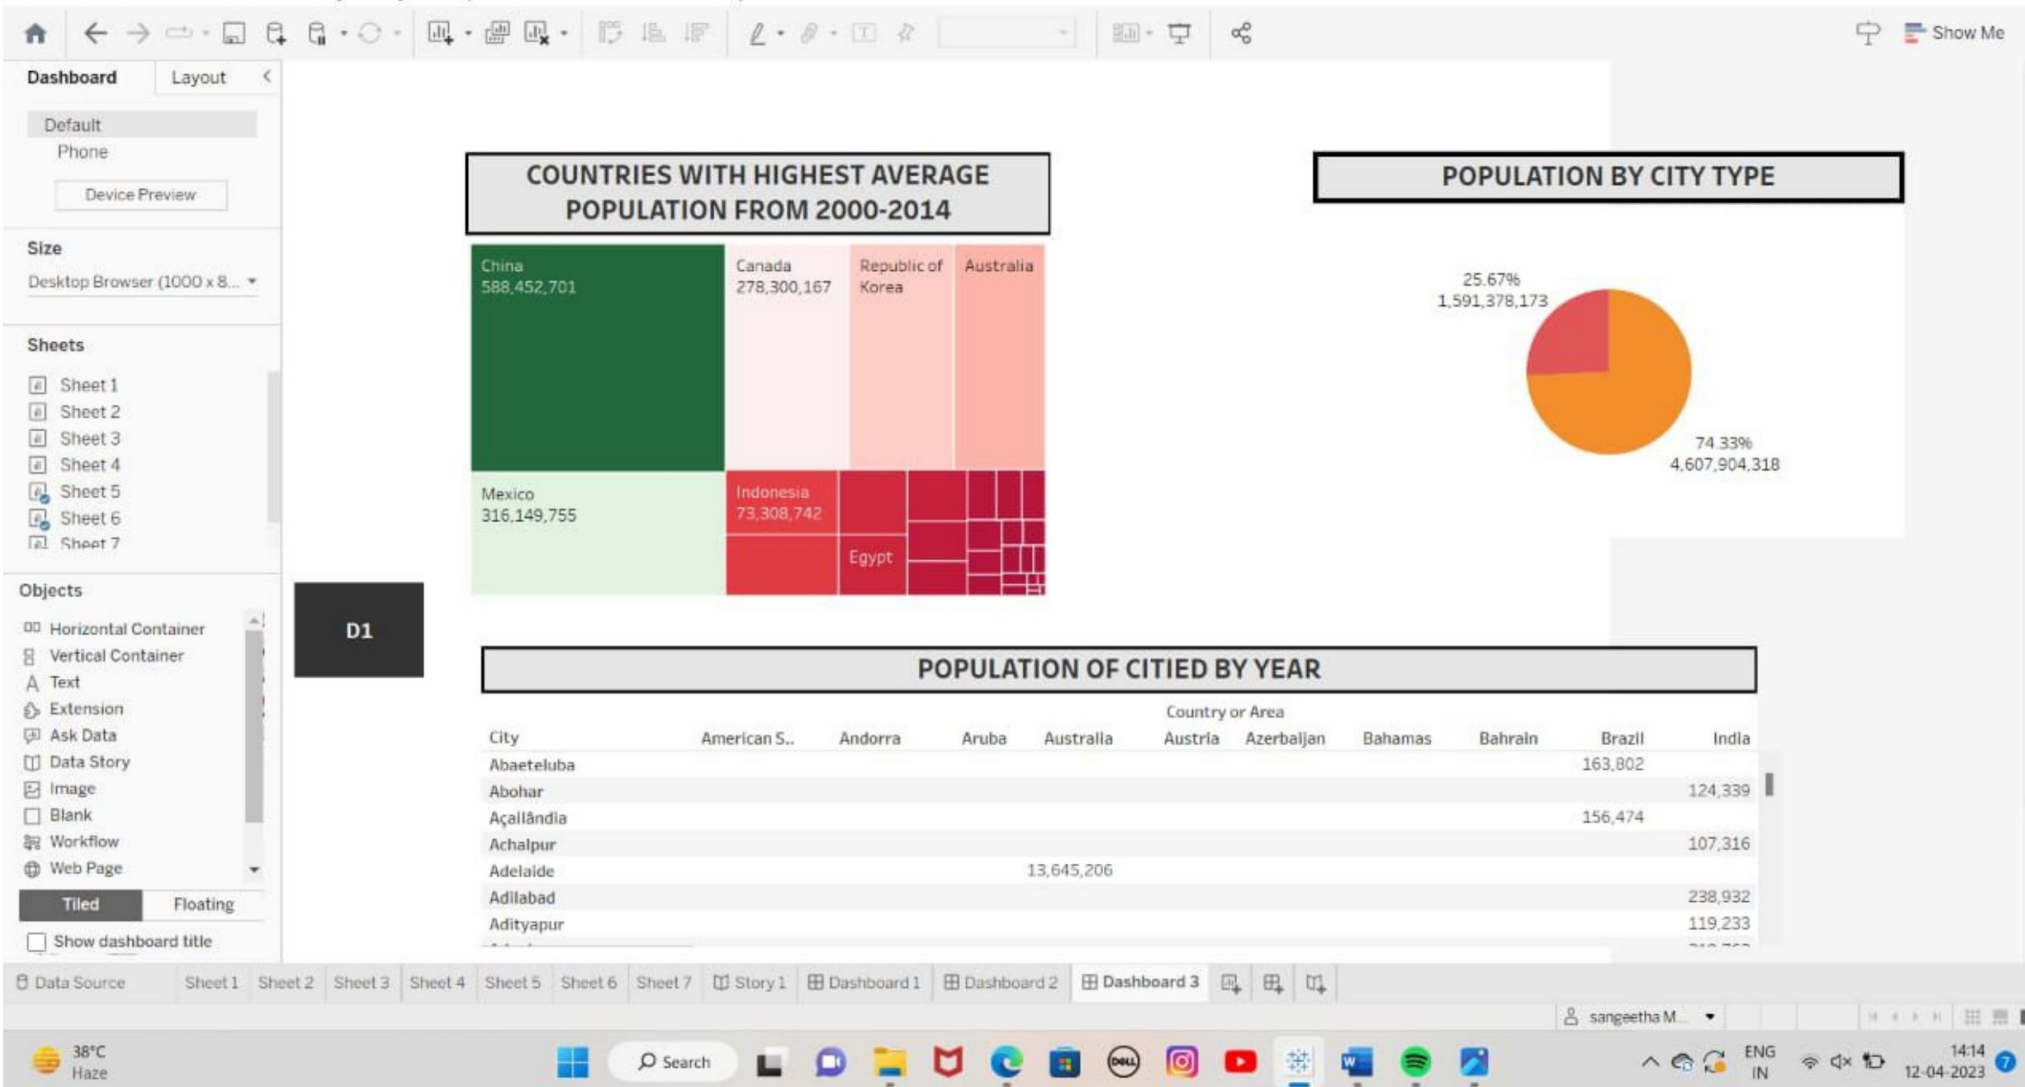 Show Me
Dashboard Layout
Default
Phone
Device Preview
Size
Desktop Browser (1000 x 8...
Sheets
Sheet 1
Sheet 2
Sheet 3
Sheet 4
Sheet 5
Sheet 6
Sheet 7
Objects
Horizontal Container
Vertical Container
Text
Extension
Ask Data
Data Story
Image
Blank
Workflow
Web Page
Tiled Floating
Show dashboard title
D1
COUNTRIES WITH HIGHEST AVERAGE
POPULATION FROM 2000-2014
China
588,452,701
Canada
278,300,167
Republic of
Korea
Australia
Mexico
316,149,755
Indonesia
73,308,742
Egypt
POPULATION BY CITY TYPE
25.67%
1,591,378,173
74.33%
4,607,904,318
POPULATION OF CITIED BY YEAR
Country or Area
City American S.. Andorra Aruba Australia Austria Azerbaijan Bahamas Bahrain Brazil India
Abaeteluba 163,802
Abohar 124,339
Açailândia 156,474
Achalpur 107,316
Adelaide 13,645,206
Adilabad 238,932
Adityapur 119,233
Data Source Sheet 1 Sheet 2 Sheet 3 Sheet 4 Sheet 5 Sheet 6 Sheet 7 Story 1 Dashboard 1 Dashboard 2 Dashboard 3
sangeetha M...
38°C
Haze
Search
DELL
W
ENG
IN
14:14
12-04-2023
7